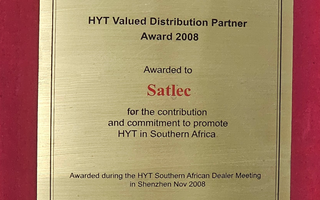 HYT Valued Distribution Partner
Award 2008
Awarded to
Satlec
for the contribution
and commitment to promote
HYT in Southern Africa.
Awarded during the HYT Southern African Dealer Meeting
in Shenzhen Nov 2008